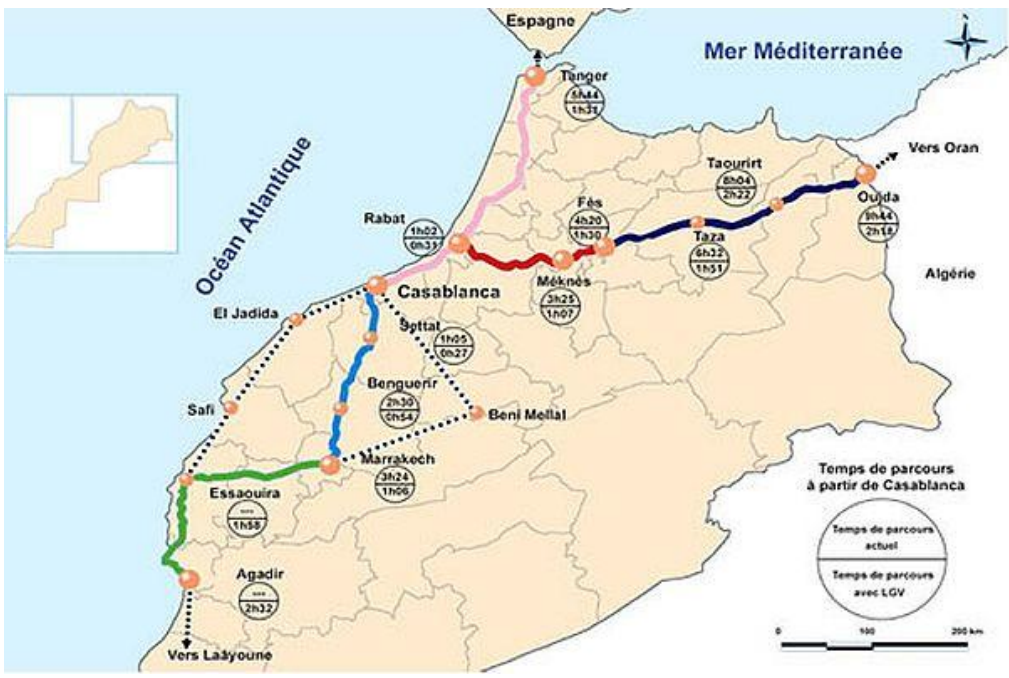 Espagne
Mer Méditerranée
N
Tanger
5h44
1h31
Océan Atlantique
Vers Oran
Taourirt
8h04
2h22
Oujda
9h44
2h18
Rabat
1h02
0h31
Fès
4h20
1h30
Taza
6h32
1h51
Méknès
3h25
1h07
Algérie
Casablanca
El Jadida
Settat
1h05
0h27
Benguerir
2h30
0h54
Safi
Beni Mellal
Marrakech
3h24
1h06
Essaouira
---
1h58
Agadir
---
2h32
Vers Laâyoune
Temps de parcours
à partir de Casablanca
Temps de parcours
actuel
Temps de parcours
avec LGV
0 100 200 km